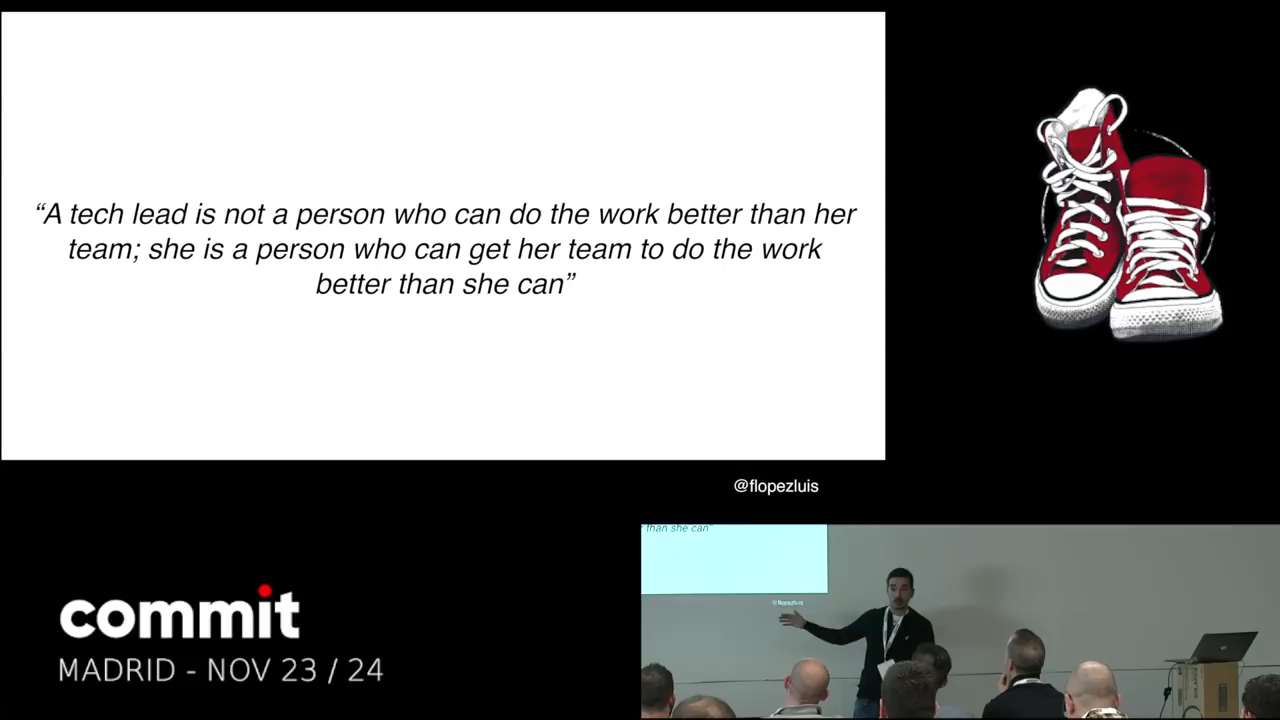 “A tech lead is not a person who can do the work better than her
team; she is a person who can get her team to do the work
better than she can”
@flopezluis
commit
MADRID - NOV 23 / 24
than she can”
@flopezluis